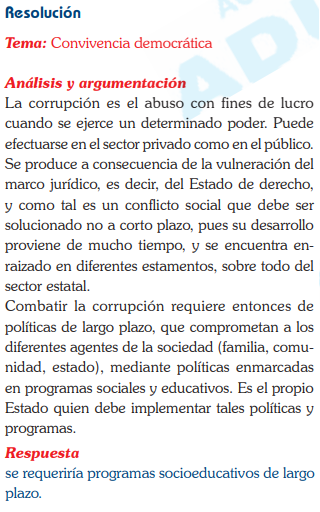 Resolución
Tema: Convivencia democrática
Análisis y argumentación
La corrupción es el abuso con fines de lucro
cuando se ejerce un determinado poder. Puede
efectuarse en el sector privado como en el público.
Se produce a consecuencia de la vulneración del
marco jurídico, es decir, del Estado de derecho,
y como tal es un conflicto social que debe ser
solucionado no a corto plazo, pues su desarrollo
proviene de mucho tiempo, y se encuentra en-
raizado en diferentes estamentos, sobre todo del
sector estatal.
Combatir la corrupción requiere entonces de
políticas de largo plazo, que comprometan a los
diferentes agentes de la sociedad (familia, comu-
nidad, estado), mediante políticas enmarcadas
en programas sociales y educativos. Es el propio
Estado quien debe implementar tales políticas y
programas.
Respuesta
se requeriría programas socioeducativos de largo
plazo.